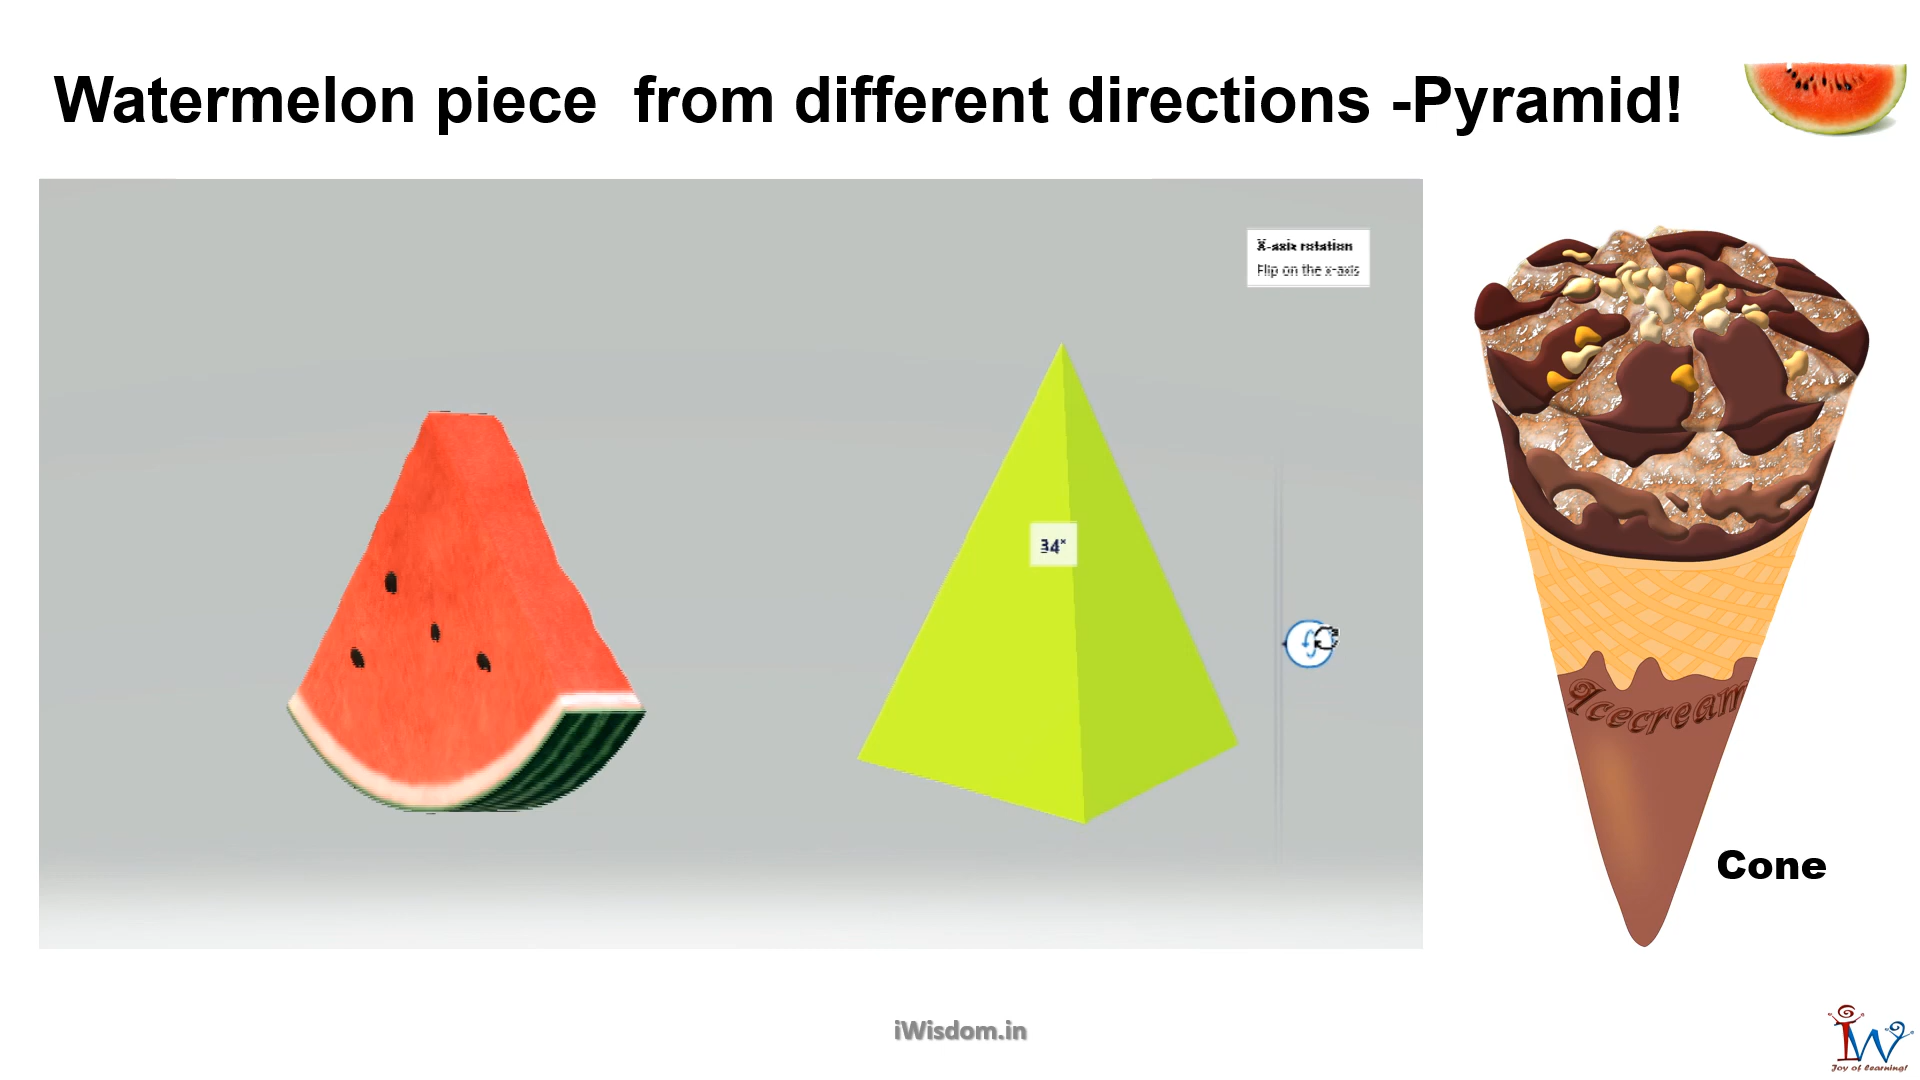 Watermelon piece  from different directions -Pyramid!
X-axis rotation
Flip on the x-axis
34°
Icecream
Cone
iWisdom.in
iW
Joy of learning!